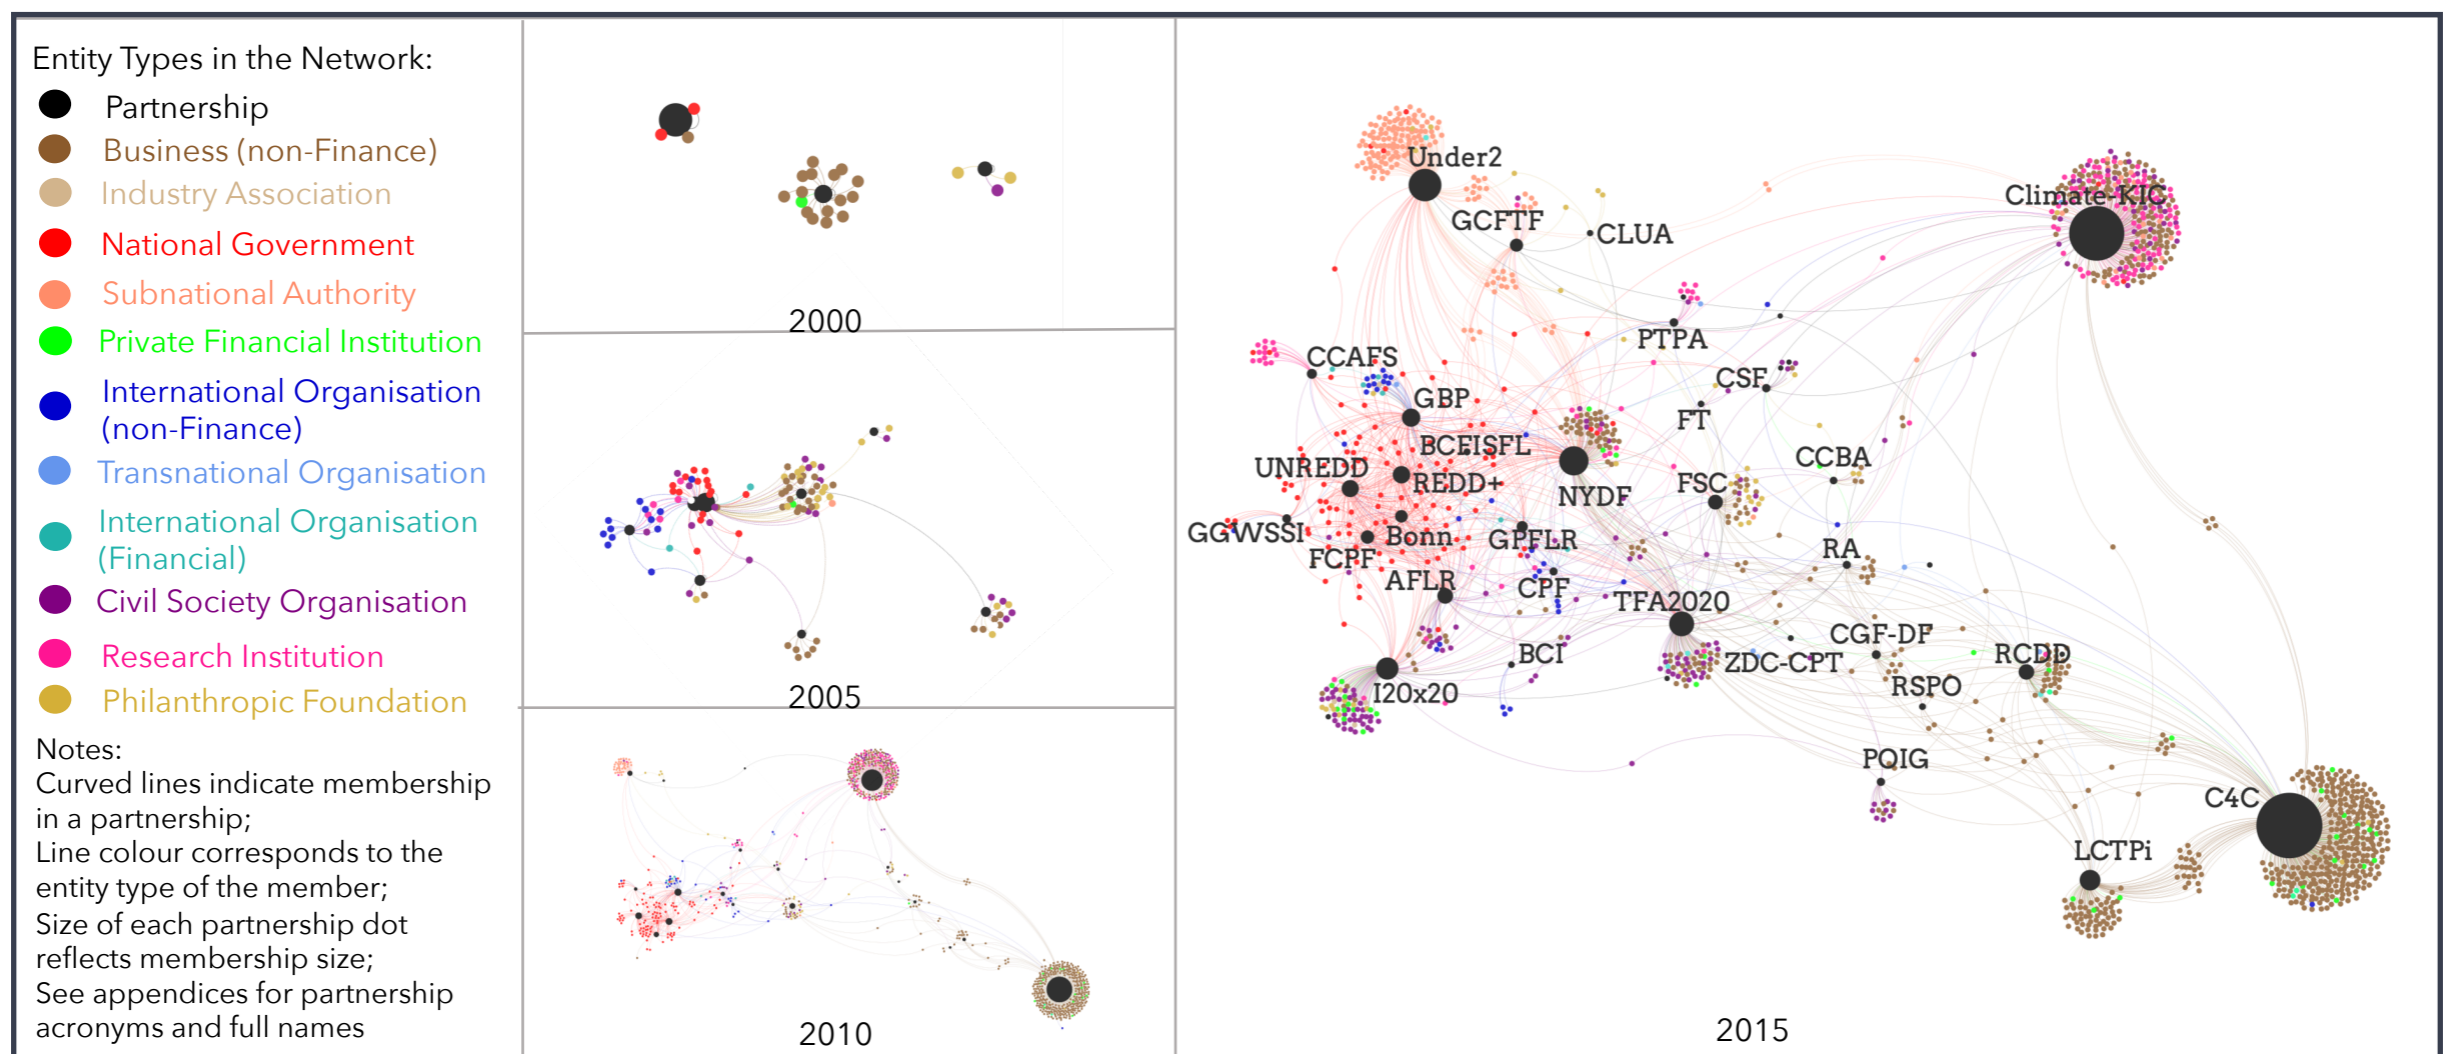 Entity Types in the Network:
Partnership
Business (non-Finance)
Industry Association
National Government
Subnational Authority
Private Financial Institution
International Organisation
(non-Finance)
Transnational Organisation
International Organisation
(Financial)
Civil Society Organisation
Research Institution
Philanthropic Foundation
Notes:
Curved lines indicate membership
in a partnership;
Line colour corresponds to the
entity type of the member;
Size of each partnership dot
reflects membership size;
See appendices for partnership
acronyms and full names
2000
2005
2010
Under2
Climate-KIC
GCFTF
CLUA
PTPA
CCAFS
CSF
GBP
FT
BCFISFL
CCBA
UNREDD
REDD+
NYDF
FSC
GGWSSI
Bonn
GPFLR
RA
FCPF
AFLR
CPF
TFA2020
CGF-DF
BCI
ZDC-CPT
RCDD
I20x20
RSPO
POIG
C4C
LCTPi
2015